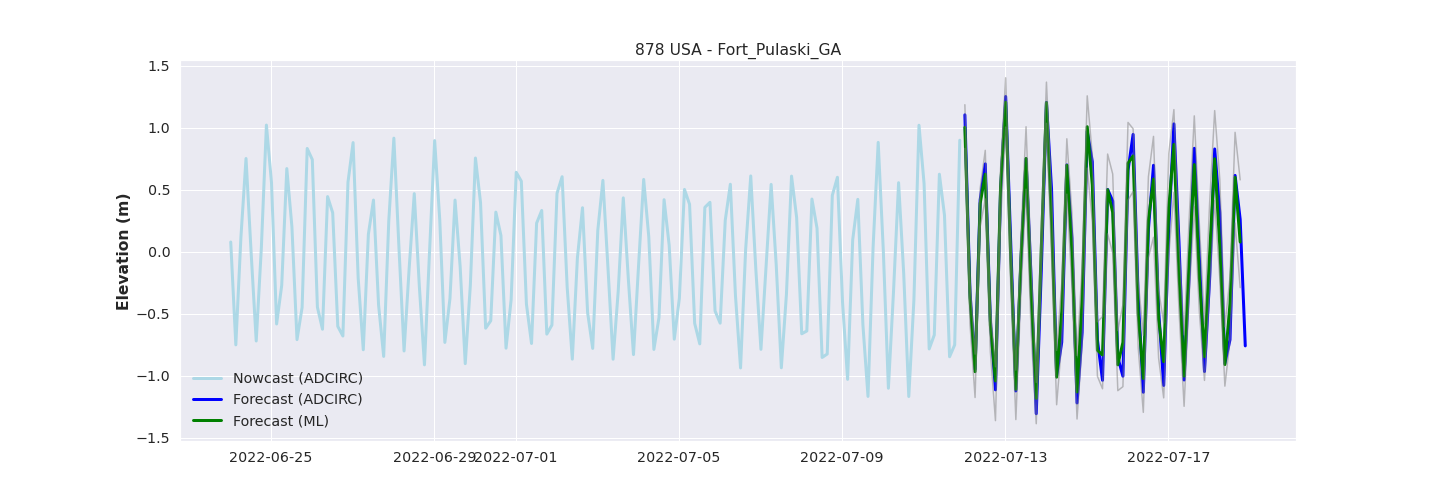 878 USA - Fort_Pulaski_GA
Elevation (m)
1.5
1.0
0.5
0.0
−0.5
−1.0
−1.5
Nowcast (ADCIRC)
Forecast (ADCIRC)
Forecast (ML)
2022-06-25 2022-06-29 2022-07-01 2022-07-05 2022-07-09 2022-07-13 2022-07-17